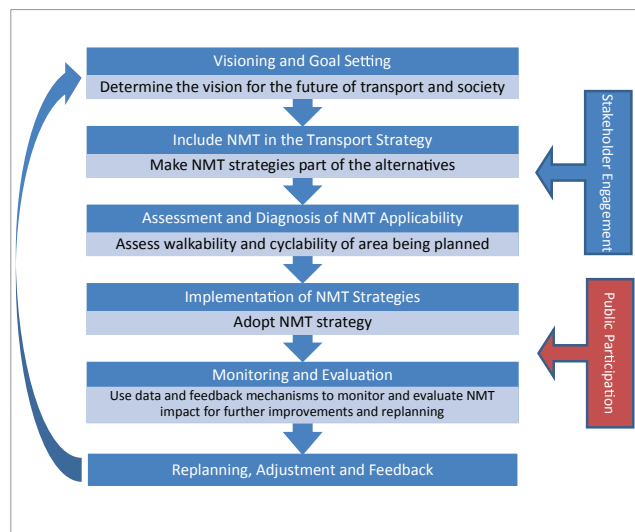 Visioning and Goal Setting
Determine the vision for the future of transport and society
Include NMT in the Transport Strategy
Make NMT strategies part of the alternatives
Stakeholder Engagement
Assessment and Diagnosis of NMT Applicability
Assess walkability and cyclability of area being planned
Implementation of NMT Strategies
Adopt NMT strategy
Public Participation
Monitoring and Evaluation
Use data and feedback mechanisms to monitor and evaluate NMT
impact for further improvements and replanning
Replanning, Adjustment and Feedback